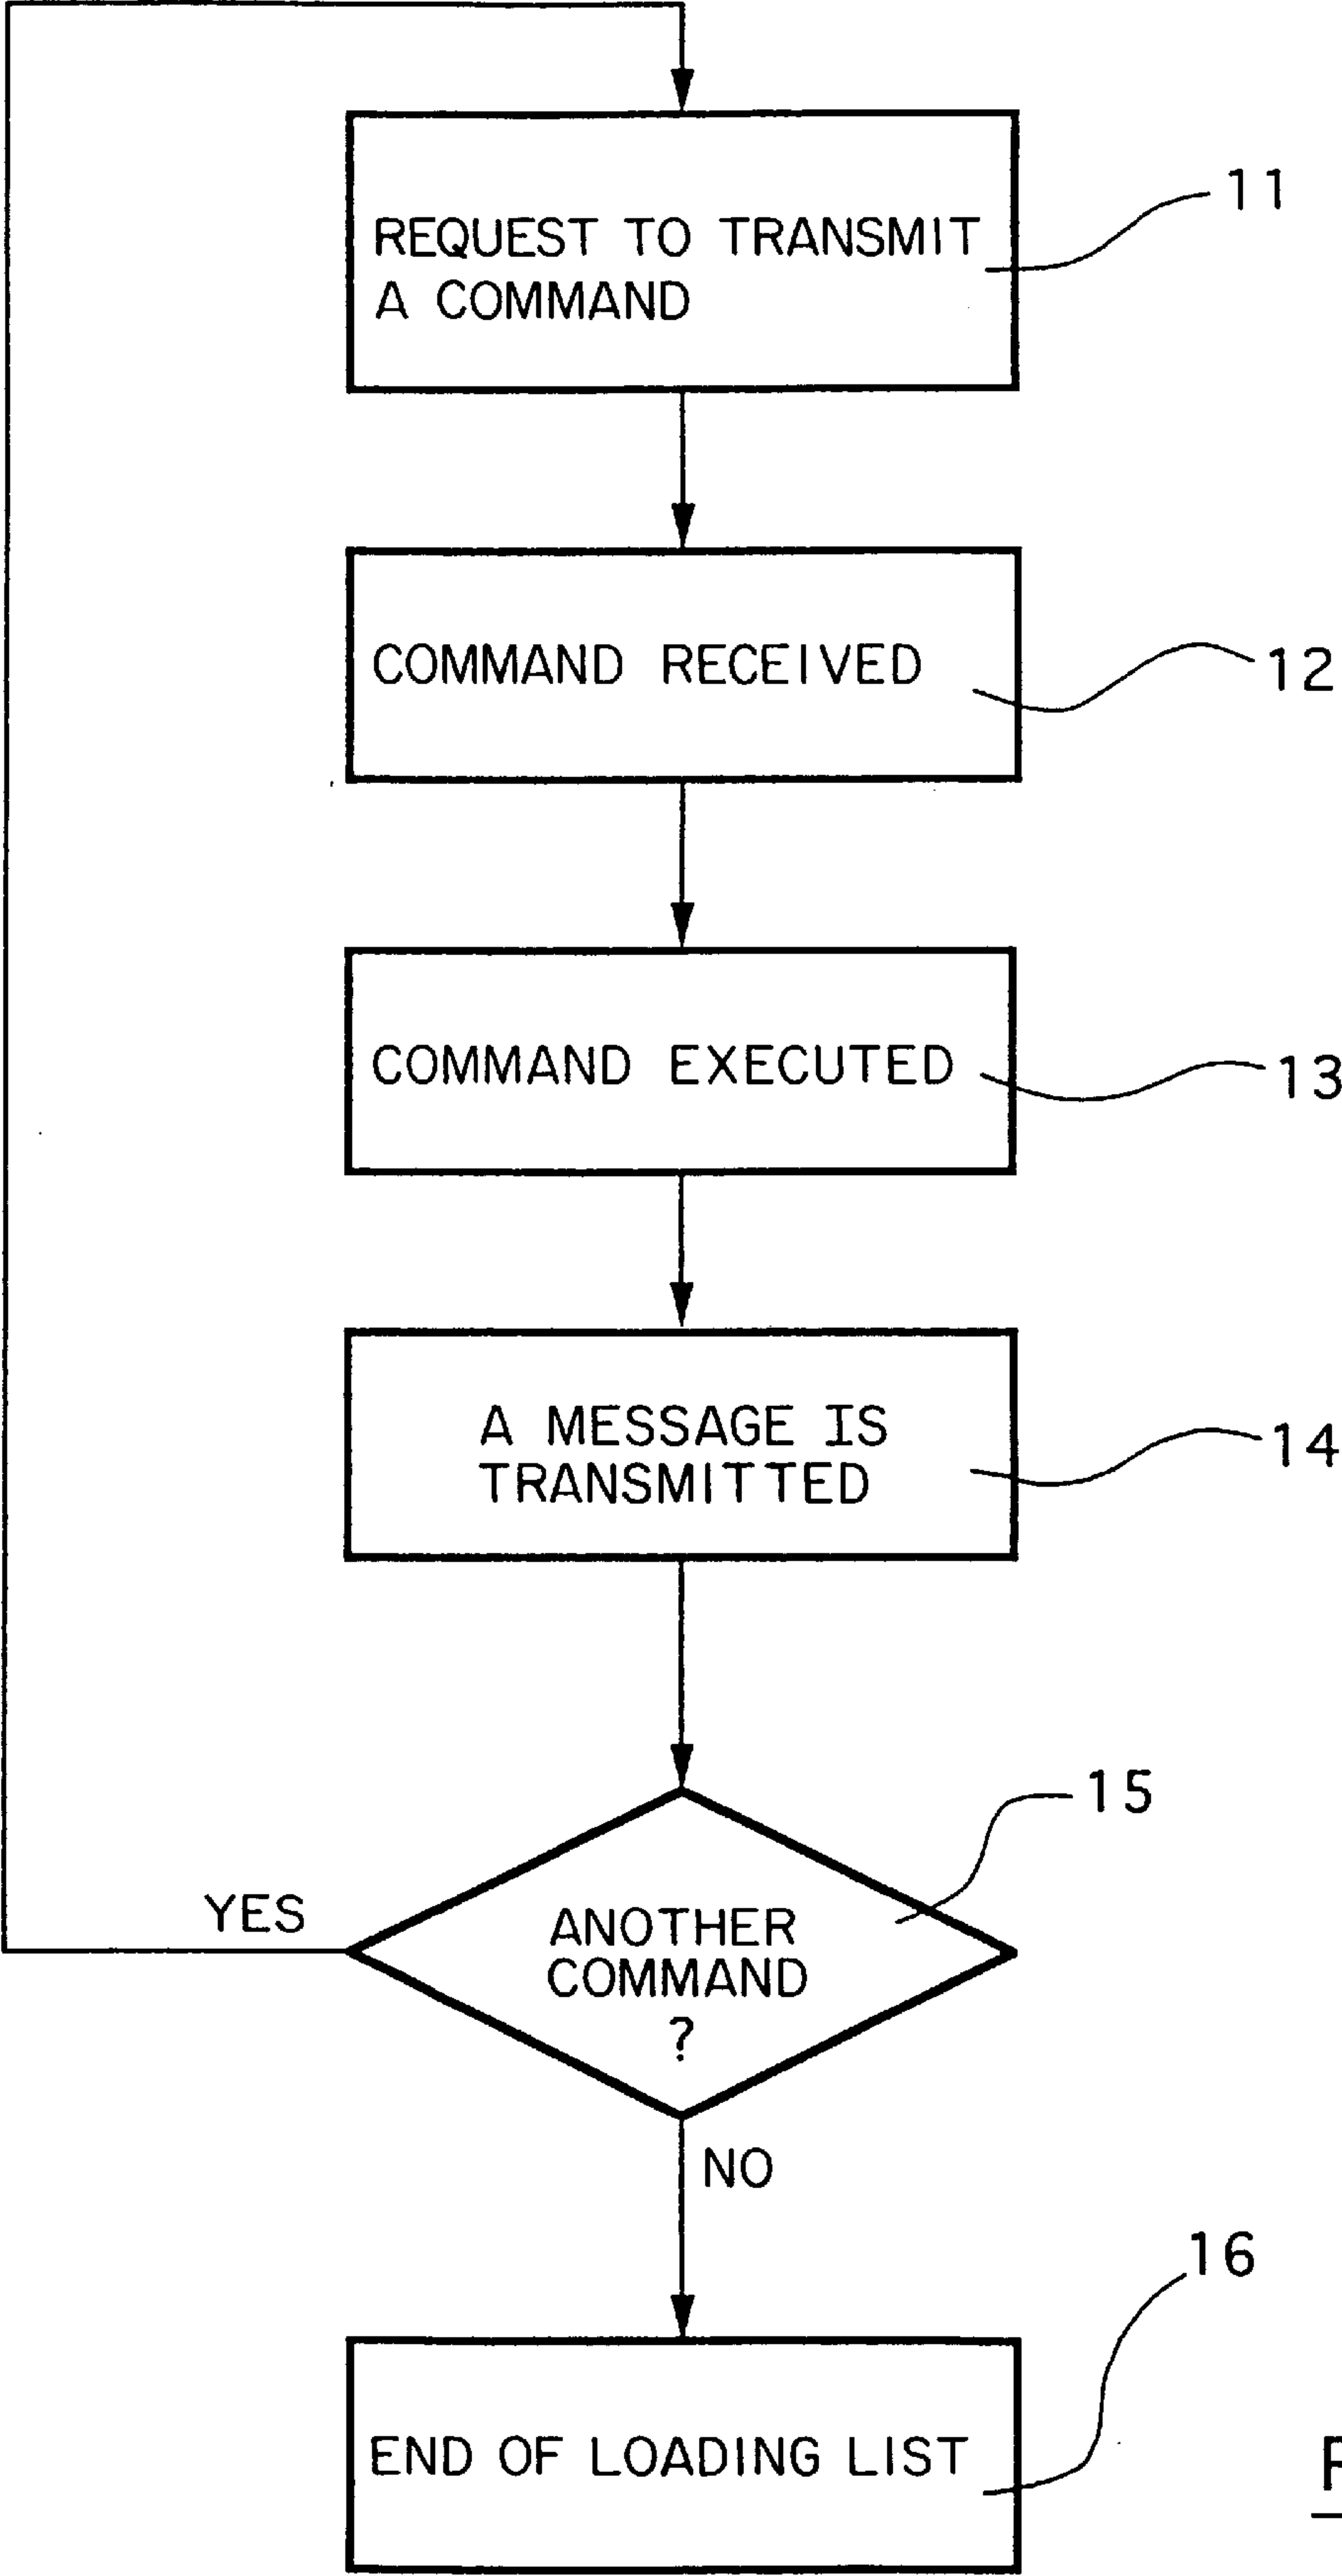 REQUEST TO TRANSMIT
A COMMAND
11
COMMAND RECEIVED
12
COMMAND EXECUTED
13
A MESSAGE IS
TRANSMITTED
14
15
YES
ANOTHER
COMMAND
?
NO
16
END OF LOADING LIST